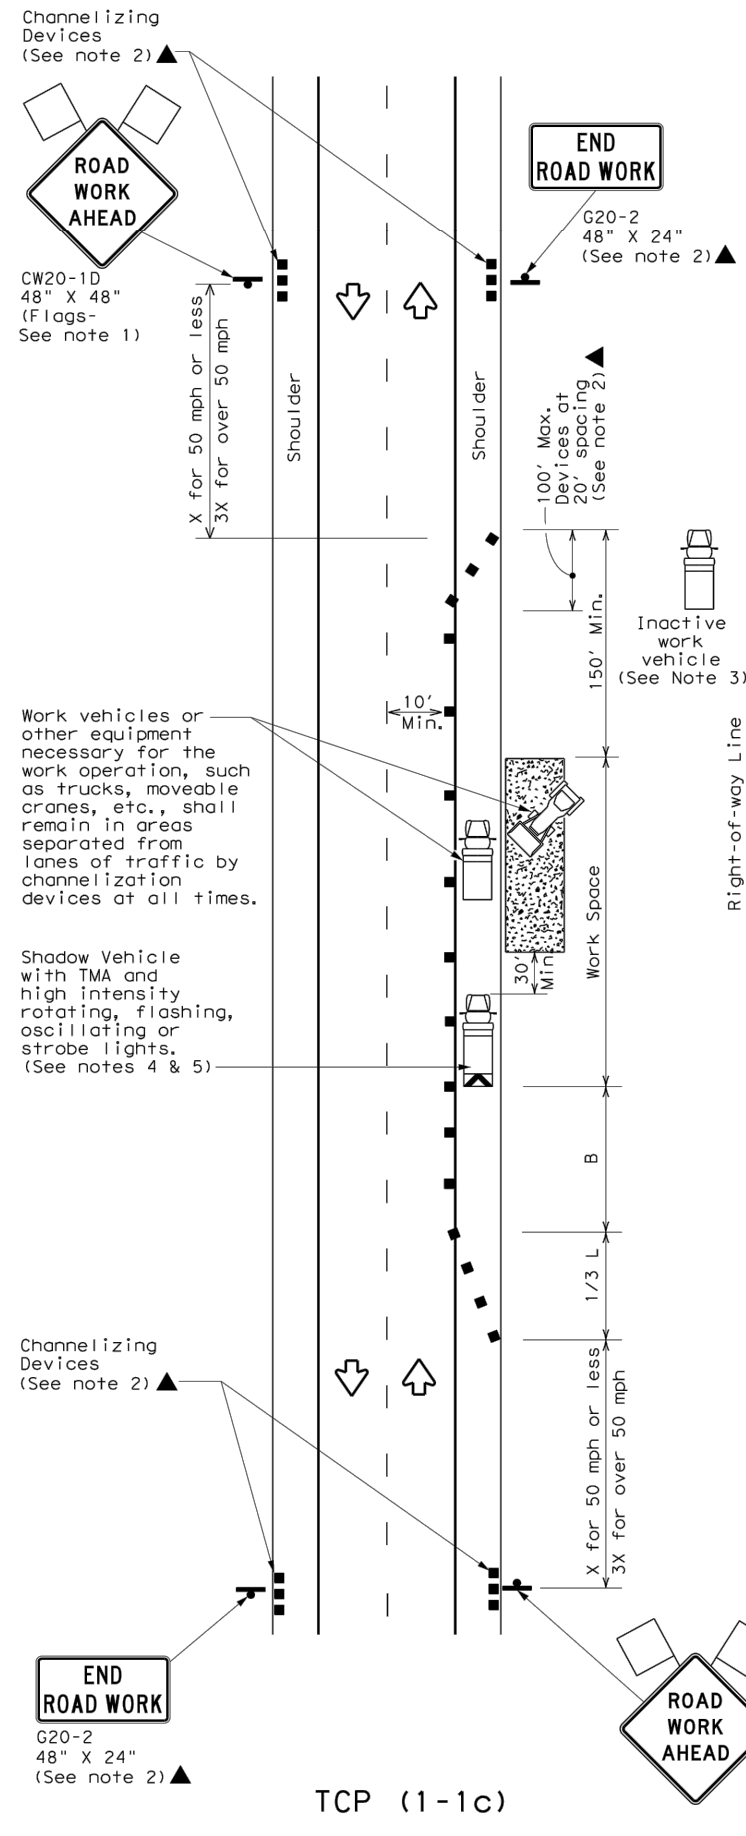 Channelizing
Devices
(See note 2)
ROAD
WORK
AHEAD
CW20-1D
48" X 48"
(Flags-
See note 1)
END
ROAD WORK
G20-2
48" X 24"
(See note 2)
X for 50 mph or less
3X for over 50 mph
Shoulder
Shoulder
100' Max.
Devices at
20' spacing
(See note 2)
150' Min.
Inactive
work
vehicle
(See Note 3)
10'
Min.
Right-of-way Line
Work vehicles or
other equipment
necessary for the
work operation, such
as trucks, moveable
cranes, etc., shall
remain in areas
separated from
lanes of traffic by
channelization
devices at all times.
Work Space
30'
Min.
Shadow Vehicle
with TMA and
high intensity
rotating, flashing,
oscillating or
strobe lights.
(See notes 4 & 5)
B
1/3 L
Channelizing
Devices
(See note 2)
X for 50 mph or less
3X for over 50 mph
END
ROAD WORK
G20-2
48" X 24"
(See note 2)
ROAD
WORK
AHEAD
TCP (1-1c)